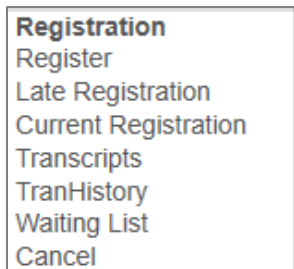 Registration
Register
Late Registration
Current Registration
Transcripts
TranHistory
Waiting List
Cancel